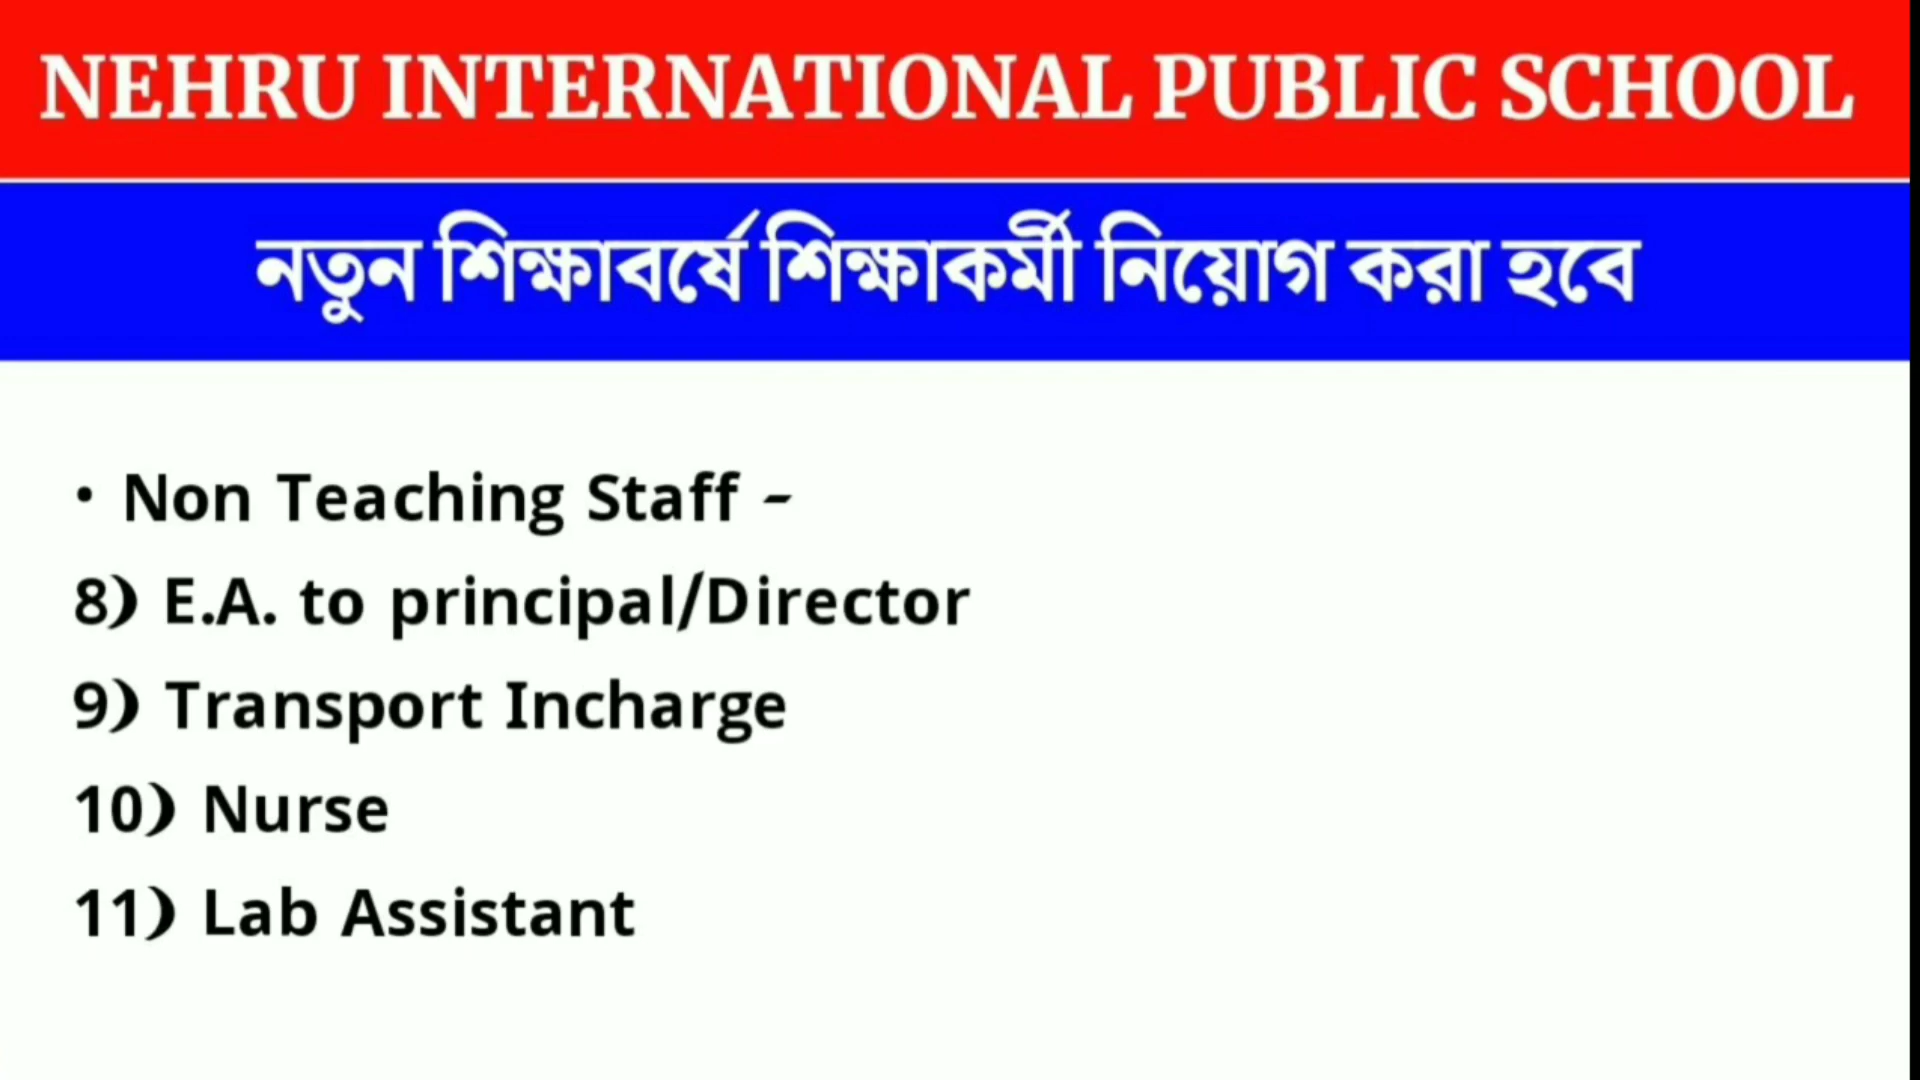 NEHRU INTERNATIONAL PUBLIC SCHOOL
নতুন শিক্ষাবর্ষে শিক্ষাকর্মী নিয়োগ করা হবে
• Non Teaching Staff -
8) E.A. to principal/Director
9) Transport Incharge
10) Nurse
11) Lab Assistant